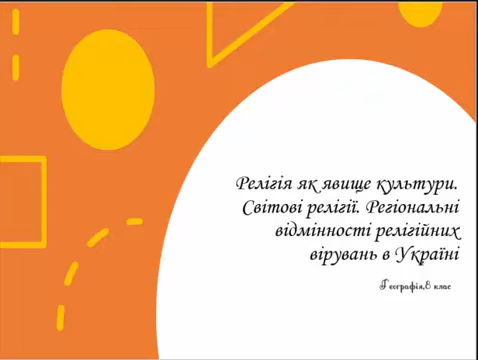 Релігія як явище культури.
Світові релігії. Регіональні
відмінності релігійних
вірувань в Україні
Географія,8 клас